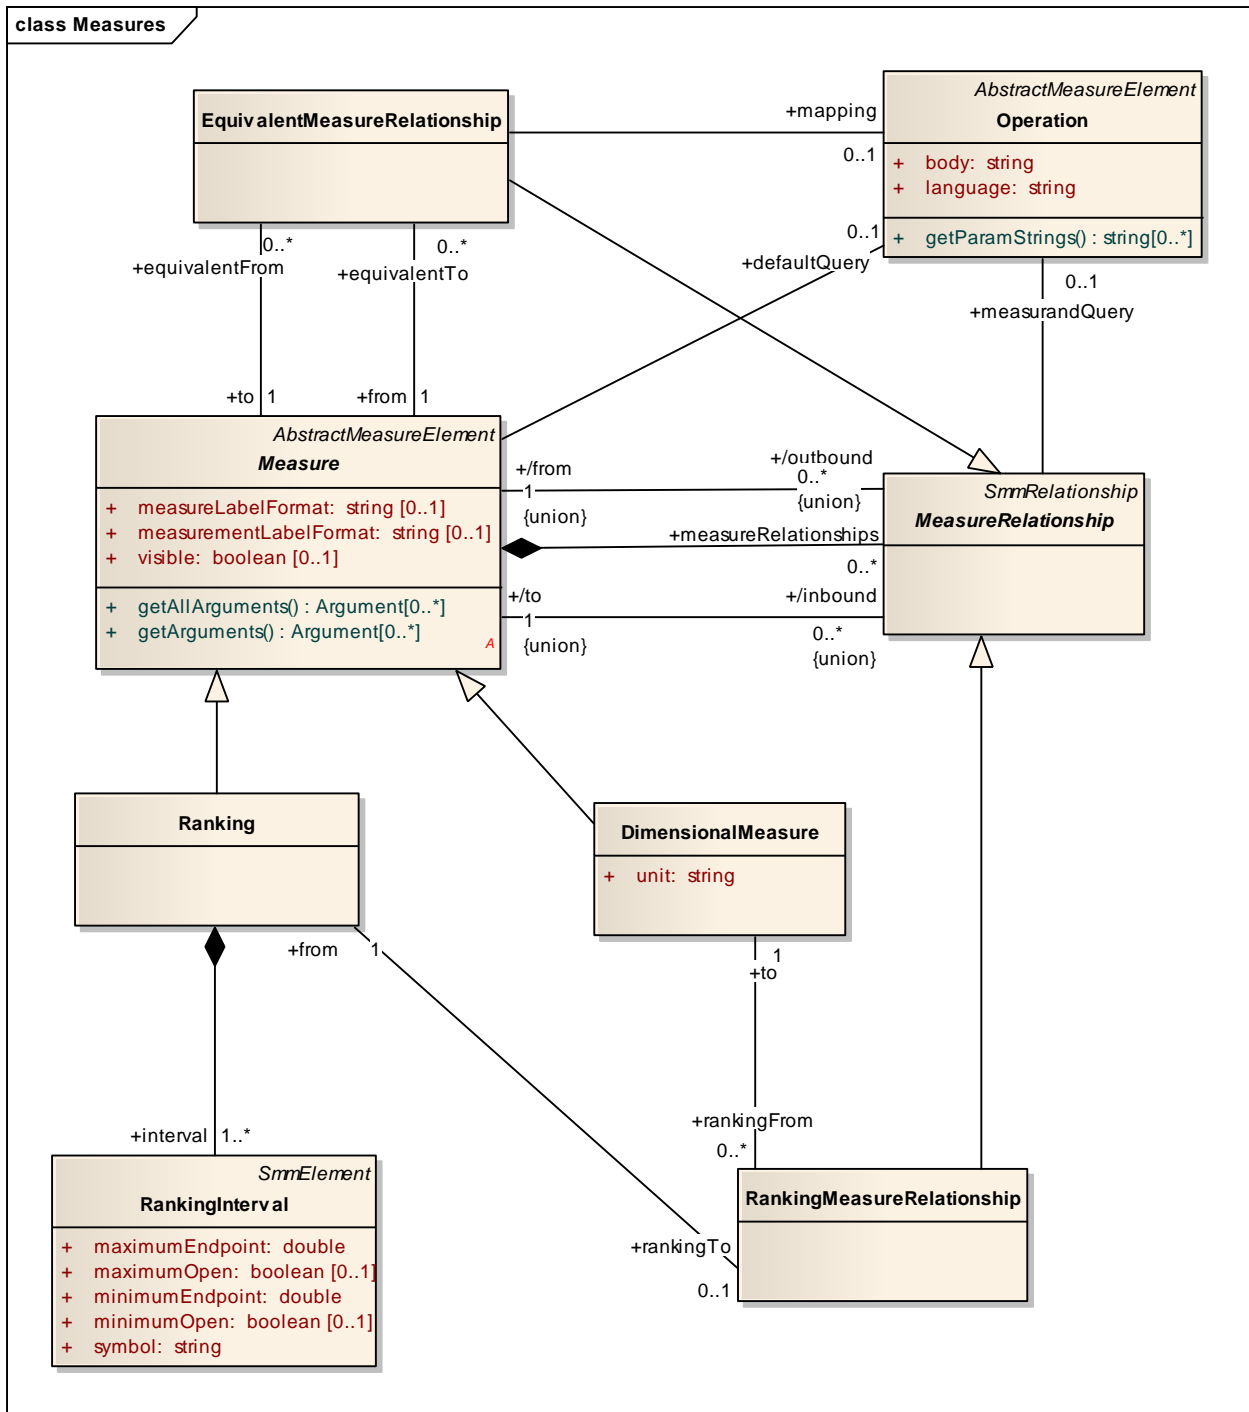 class Measures
EquivalentMeasureRelationship
+mapping
0..1
AbstractMeasureElement
Operation
+ body: string
+ language: string
+ getParamStrings() : string[0..*]
0..*
+equivalentFrom
0..*
+equivalentTo
0..1
+defaultQuery
0..1
+measurandQuery
+to 1
+from 1
AbstractMeasureElement
Measure
+ measureLabelFormat: string [0..1]
+ measurementLabelFormat: string [0..1]
+ visible: boolean [0..1]
+ getAllArguments() : Argument[0..*]
+ getArguments() : Argument[0..*]
A
+/from
1
{union}
+/outbound
0..*
{union}
+measureRelationships
0..*
+/to
1
{union}
+/inbound
0..*
{union}
SmmRelationship
MeasureRelationship
Ranking
DimensionalMeasure
+ unit: string
+from 1
1
+to
+interval 1..*
+rankingFrom
0..*
+rankingTo
0..1
SmmElement
RankingInterval
+ maximumEndpoint: double
+ maximumOpen: boolean [0..1]
+ minimumEndpoint: double
+ minimumOpen: boolean [0..1]
+ symbol: string
RankingMeasureRelationship